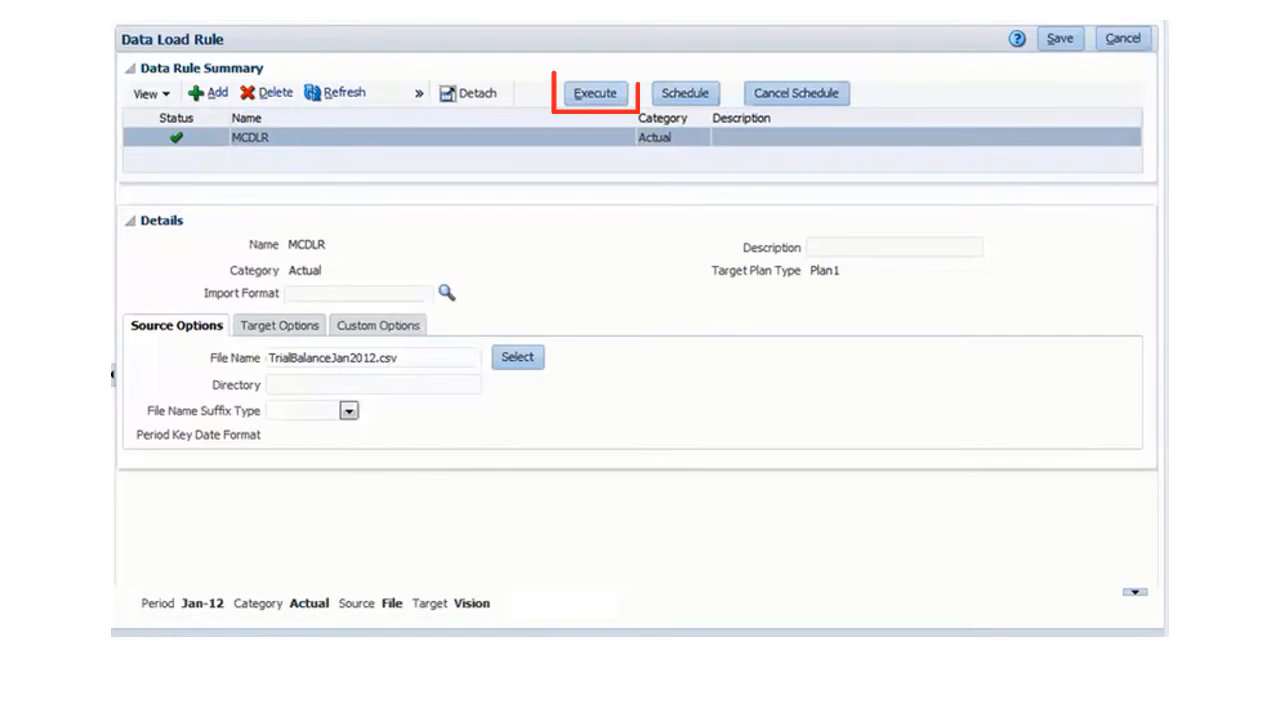 Data Load Rule ? Save Cancel
Data Rule Summary
View Add Delete Refresh » Detach Execute Schedule Cancel Schedule
Status Name Category Description
MCDLR Actual
Details
Name MCDLR Description
Category Actual Target Plan Type Plan1
Import Format
Source Options Target Options Custom Options
File Name TrialBalanceJan2012.csv Select
Directory
File Name Suffix Type
Period Key Date Format
Period Jan-12 Category Actual Source File Target Vision